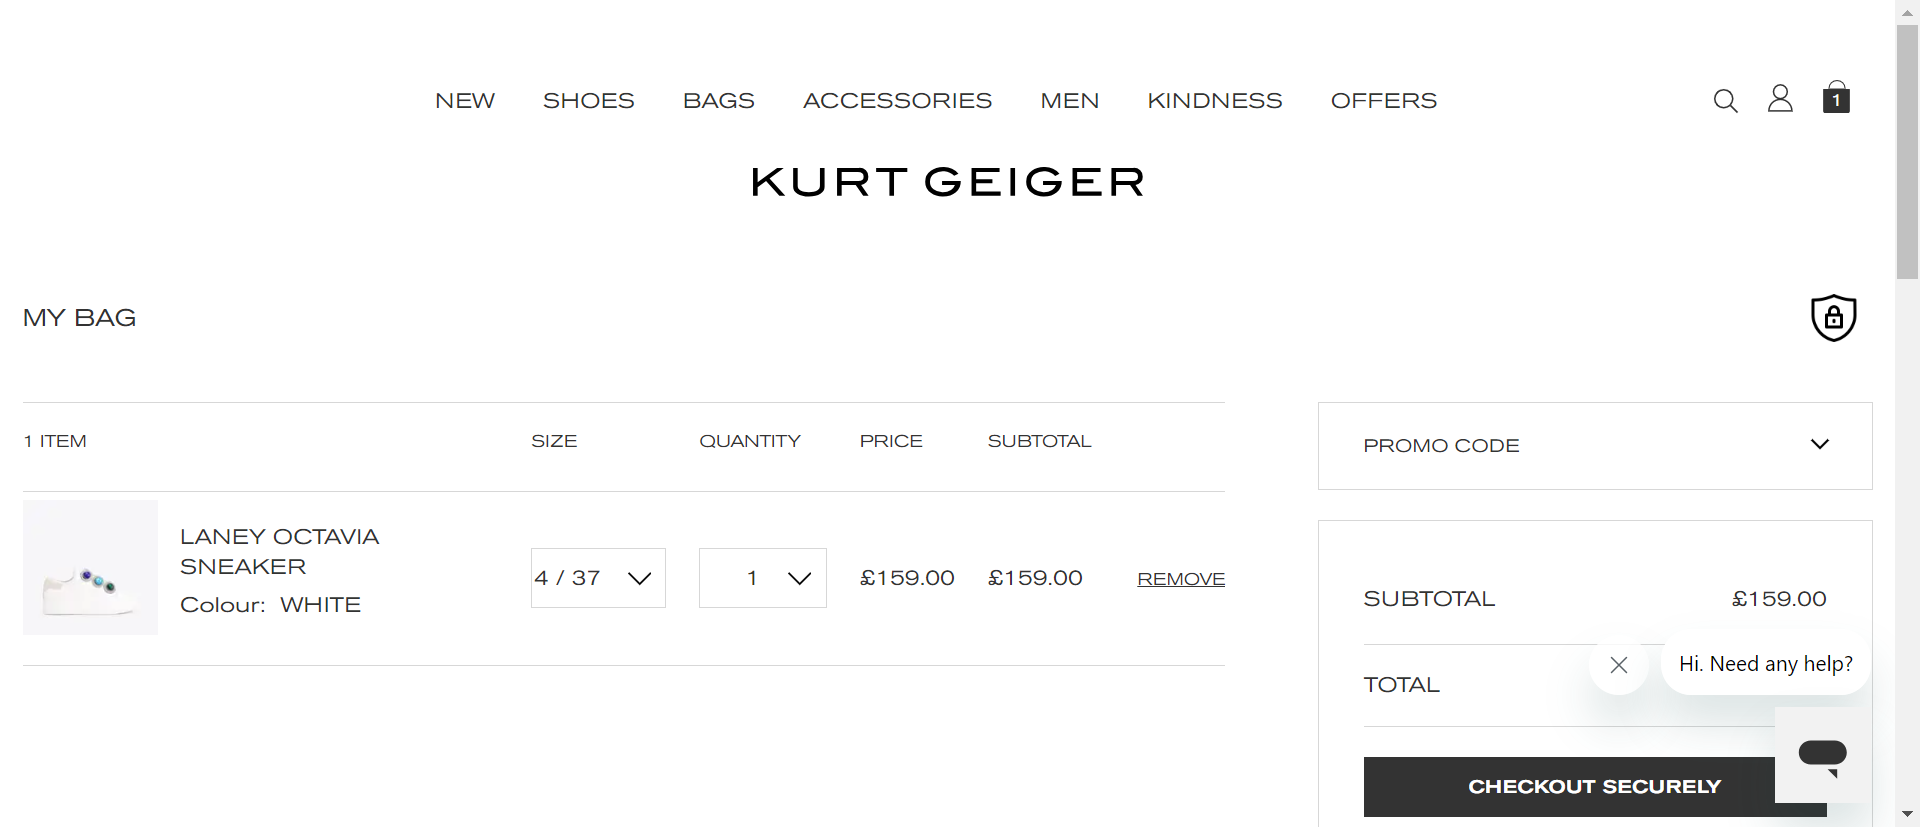 NEW SHOES BAGS ACCESSORIES MEN KINDNESS OFFERS
1
KURT GEIGER
MY BAG
1 ITEM SIZE QUANTITY PRICE SUBTOTAL
LANEY OCTAVIA
SNEAKER
Colour: WHITE
4 / 37 1 £159.00 £159.00 REMOVE
PROMO CODE
SUBTOTAL £159.00
Hi. Need any help?
TOTAL
CHECKOUT SECURELY